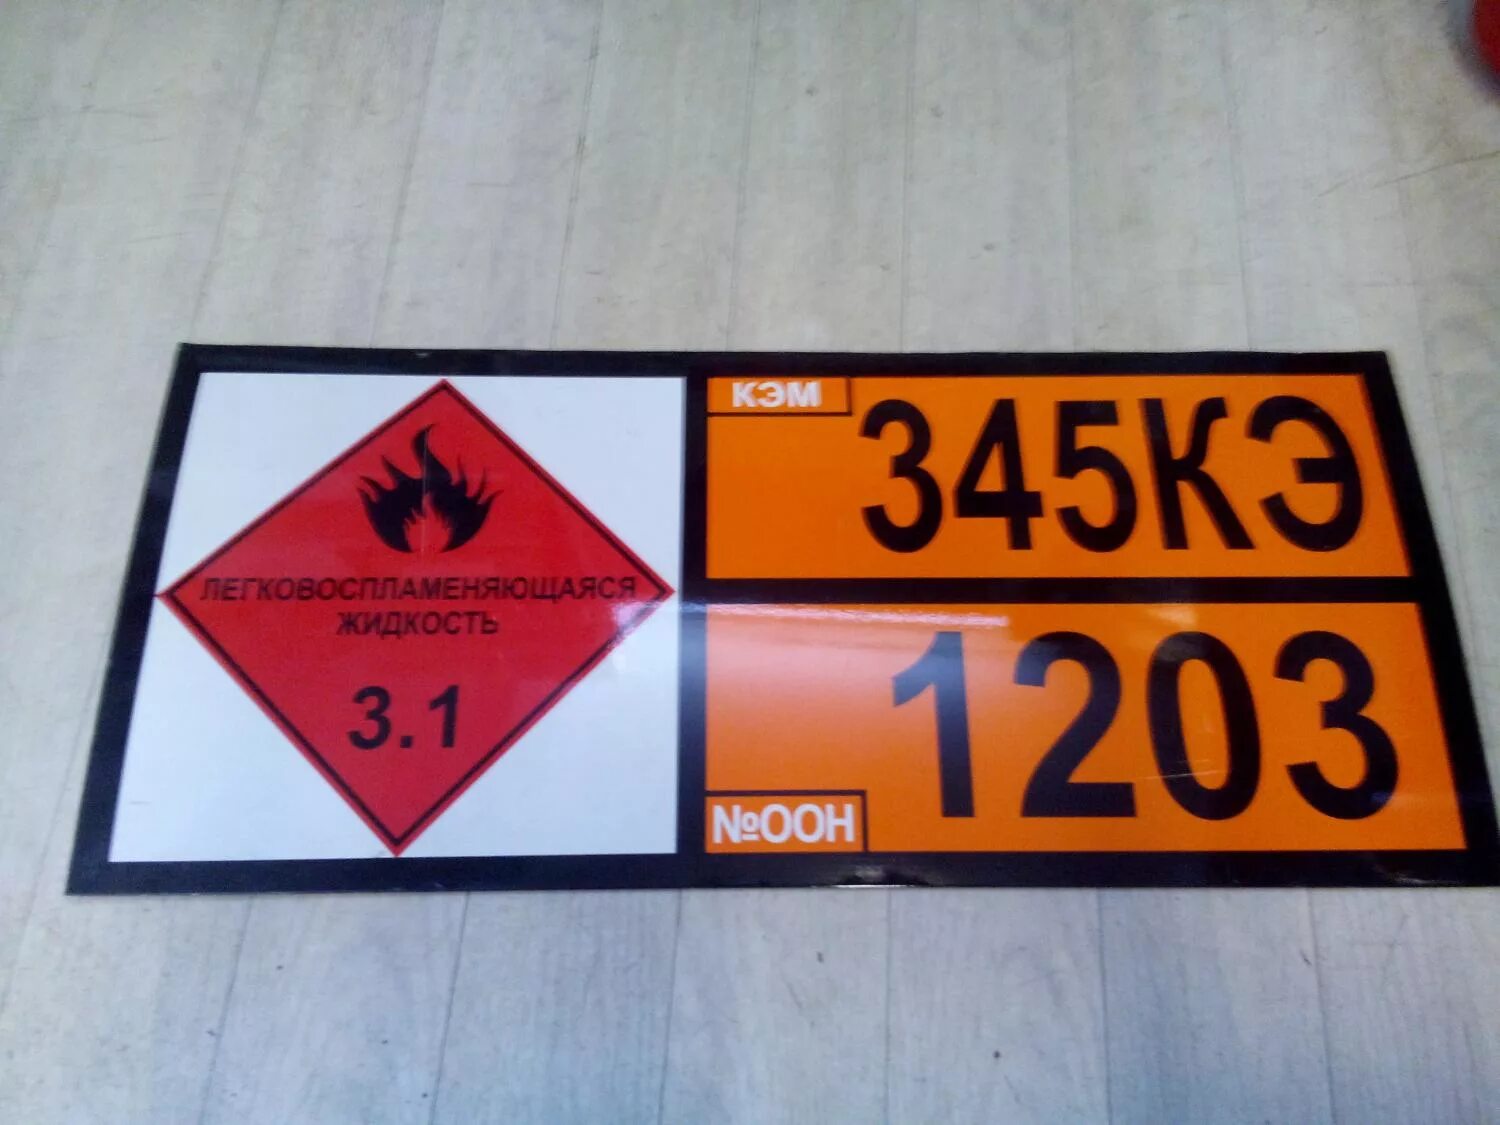 ЛЕГКОВОСПЛАМЕНЯЮЩАЯСЯ
ЖИДКОСТЬ
3.1
КЭМ
345КЭ
1203
№ООН